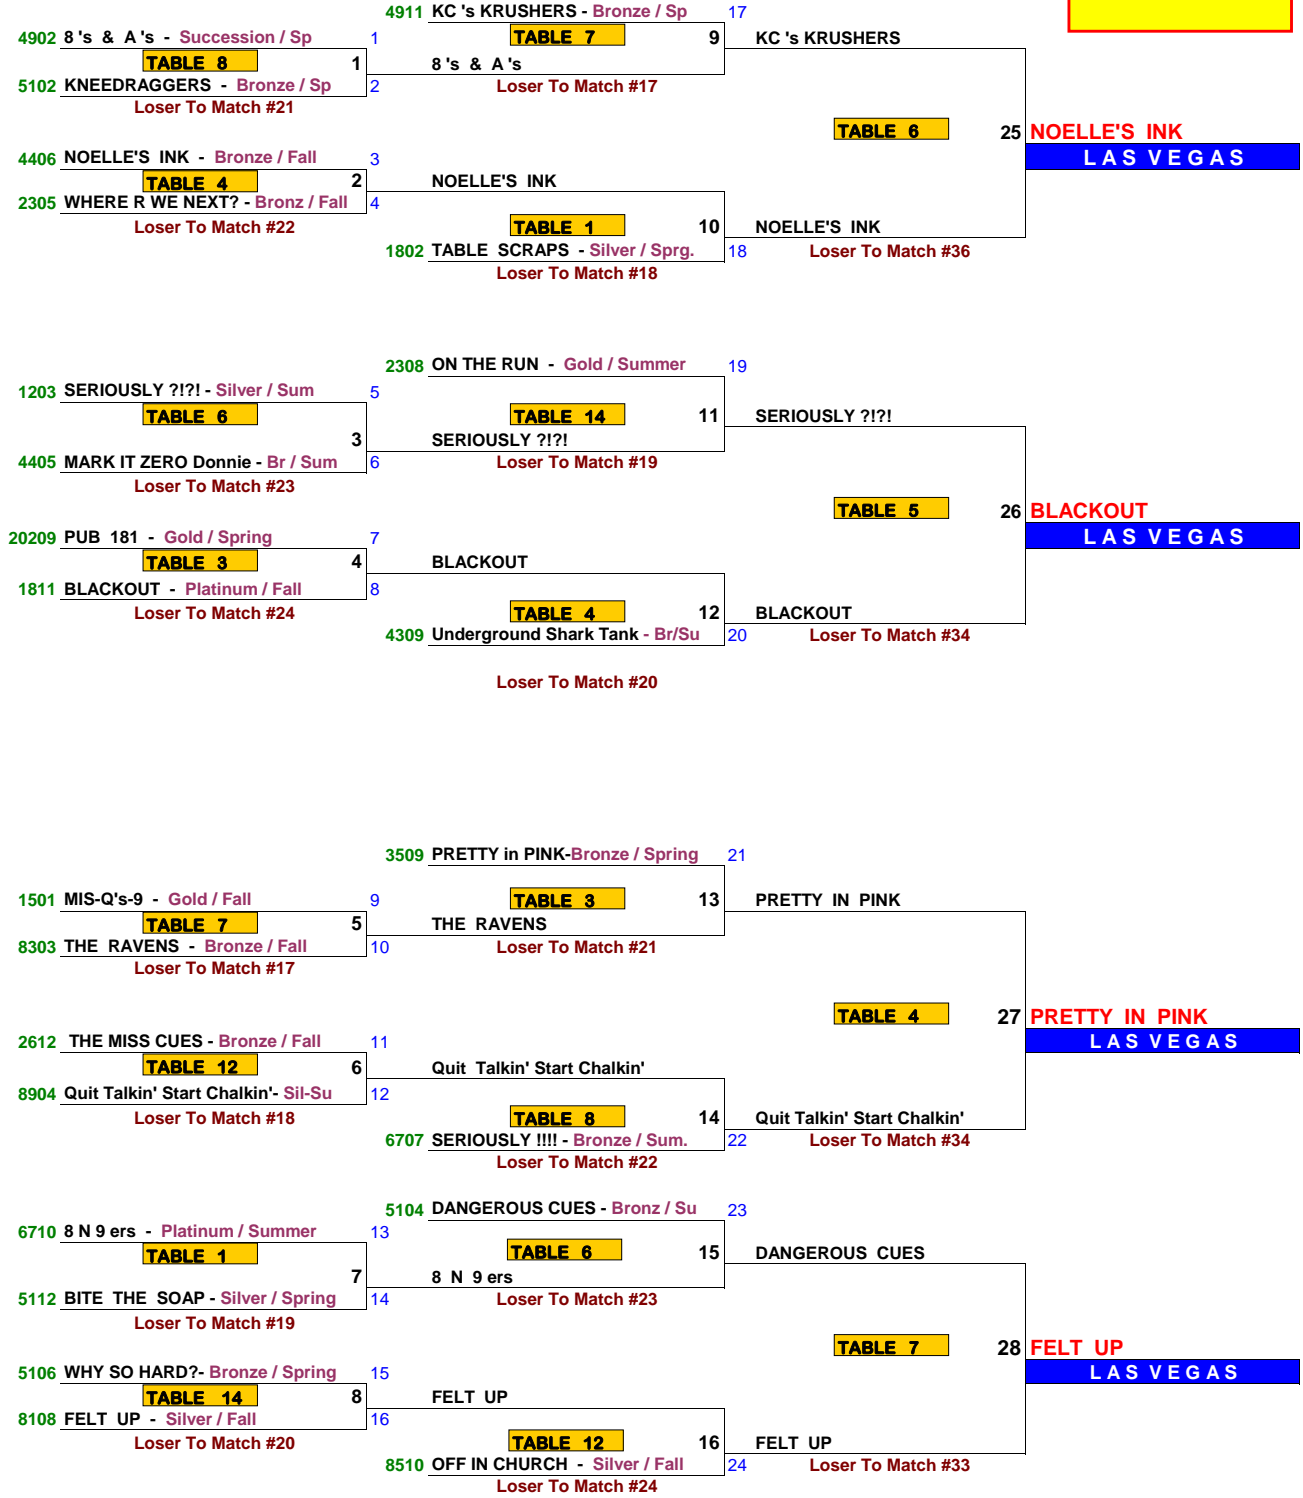 4911 KC 's KRUSHERS - Bronze / Sp 17
4902 8 's & A 's - Succession / Sp 1
TABLE 7 9 KC 's KRUSHERS
TABLE 8 1 8 's & A 's
5102 KNEEDRAGGERS - Bronze / Sp 2 Loser To Match #17
Loser To Match #21
TABLE 6 25 NOELLE'S INK
LAS VEGAS
4406 NOELLE'S INK - Bronze / Fall 3
TABLE 4 2 NOELLE'S INK
2305 WHERE R WE NEXT? - Bronz / Fall 4
Loser To Match #22 TABLE 1 10 NOELLE'S INK
1802 TABLE SCRAPS - Silver / Sprg. 18 Loser To Match #36
Loser To Match #18
2308 ON THE RUN - Gold / Summer 19
1203 SERIOUSLY ?!?! - Silver / Sum 5
TABLE 6 TABLE 14 11 SERIOUSLY ?!?!
3 SERIOUSLY ?!?!
4405 MARK IT ZERO Donnie - Br / Sum 6 Loser To Match #19
Loser To Match #23
TABLE 5 26 BLACKOUT
20209 PUB 181 - Gold / Spring 7 LAS VEGAS
TABLE 3 4 BLACKOUT
1811 BLACKOUT - Platinum / Fall 8
Loser To Match #24 TABLE 4 12 BLACKOUT
4309 Underground Shark Tank - Br/Su 20 Loser To Match #34
Loser To Match #20
3509 PRETTY in PINK-Bronze / Spring 21
1501 MIS-Q's-9 - Gold / Fall 9 TABLE 3 13 PRETTY IN PINK
TABLE 7 5 THE RAVENS
8303 THE RAVENS - Bronze / Fall 10 Loser To Match #21
Loser To Match #17
TABLE 4 27 PRETTY IN PINK
2612 THE MISS CUES - Bronze / Fall 11 LAS VEGAS
TABLE 12 6 Quit Talkin' Start Chalkin'
8904 Quit Talkin' Start Chalkin'- Sil-Su 12
Loser To Match #18 TABLE 8 14 Quit Talkin' Start Chalkin'
6707 SERIOUSLY !!!! - Bronze / Sum. 22 Loser To Match #34
Loser To Match #22
5104 DANGEROUS CUES - Bronz / Su 23
6710 8 N 9 ers - Platinum / Summer 13
TABLE 1 TABLE 6 15 DANGEROUS CUES
7 8 N 9 ers
5112 BITE THE SOAP - Silver / Spring 14 Loser To Match #23
Loser To Match #19
TABLE 7 28 FELT UP
5106 WHY SO HARD?- Bronze / Spring 15 LAS VEGAS
TABLE 14 8 FELT UP
8108 FELT UP - Silver / Fall 16
Loser To Match #20 TABLE 12 16 FELT UP
8510 OFF IN CHURCH - Silver / Fall 24 Loser To Match #33
Loser To Match #24